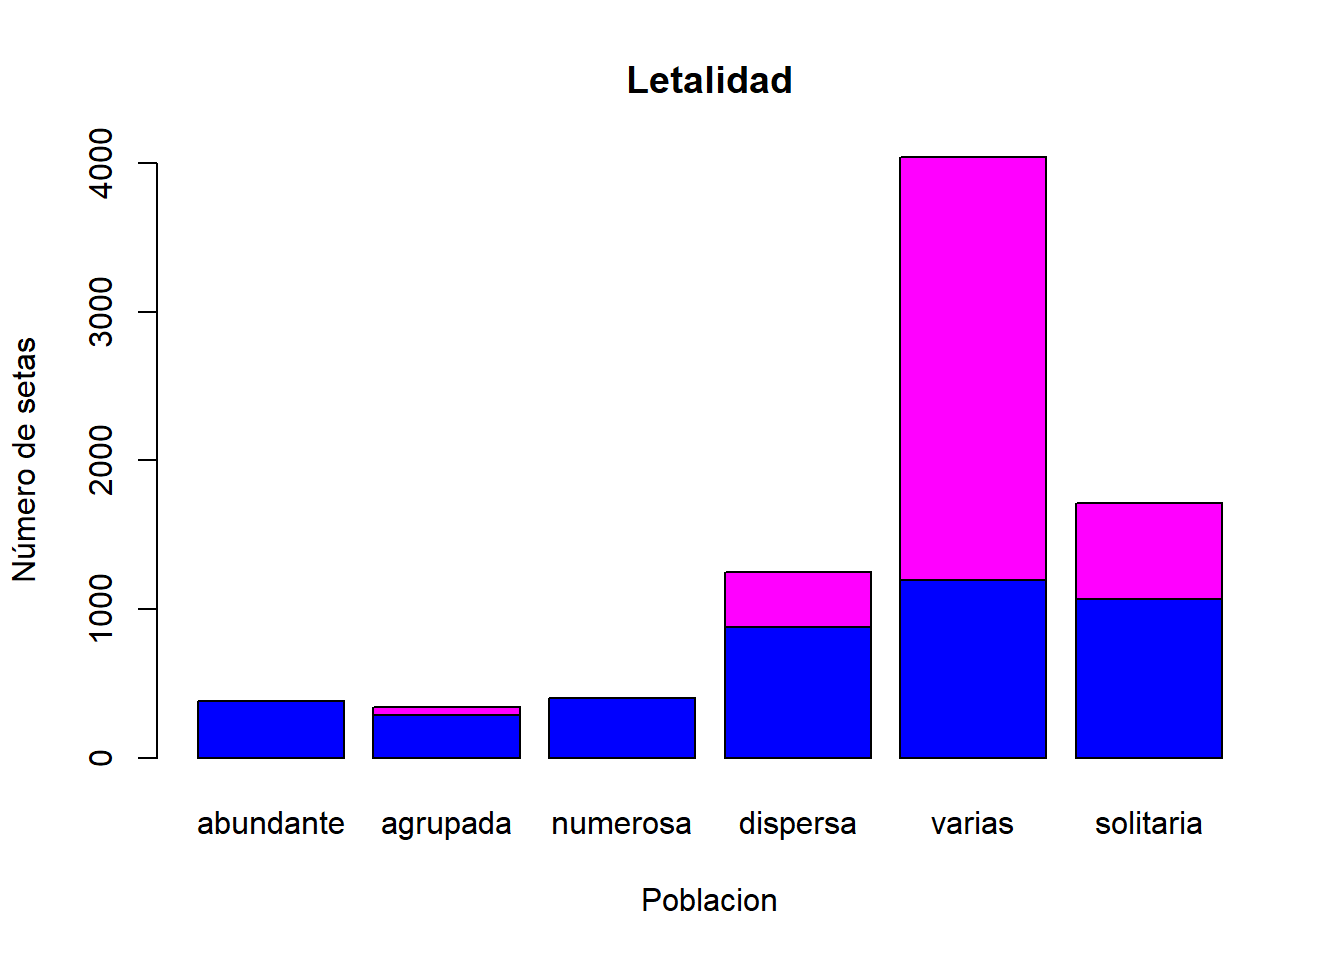 Letalidad
4000
3000
2000
1000
0
Número de setas
abundante agrupada numerosa dispersa varias solitaria
Poblacion